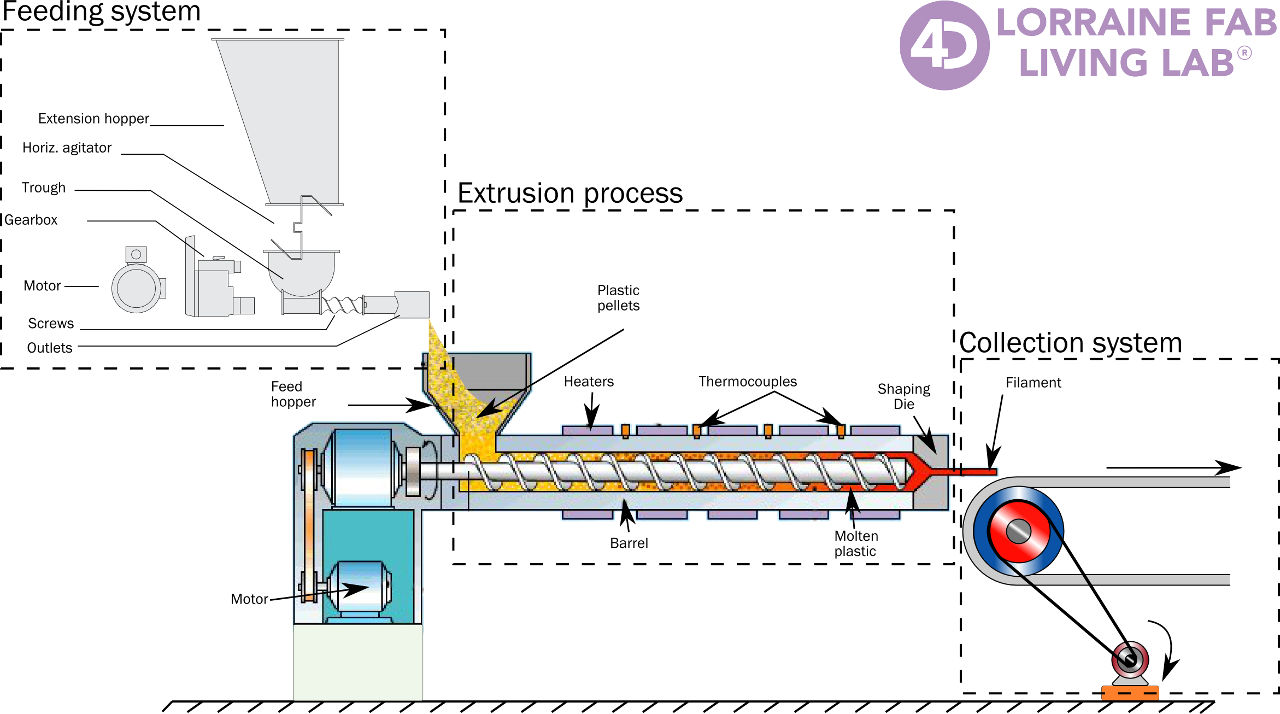 Feeding system
4D
LORRAINE FAB
LIVING LAB®
Extension hopper
Horiz. agitator
Trough
Gearbox
Motor
Screws
Outlets
Extrusion process
Plastic
pellets
Feed
hopper
Heaters
Thermocouples
Shaping
Die
Barrel
Molten
plastic
Motor
Collection system
Filament